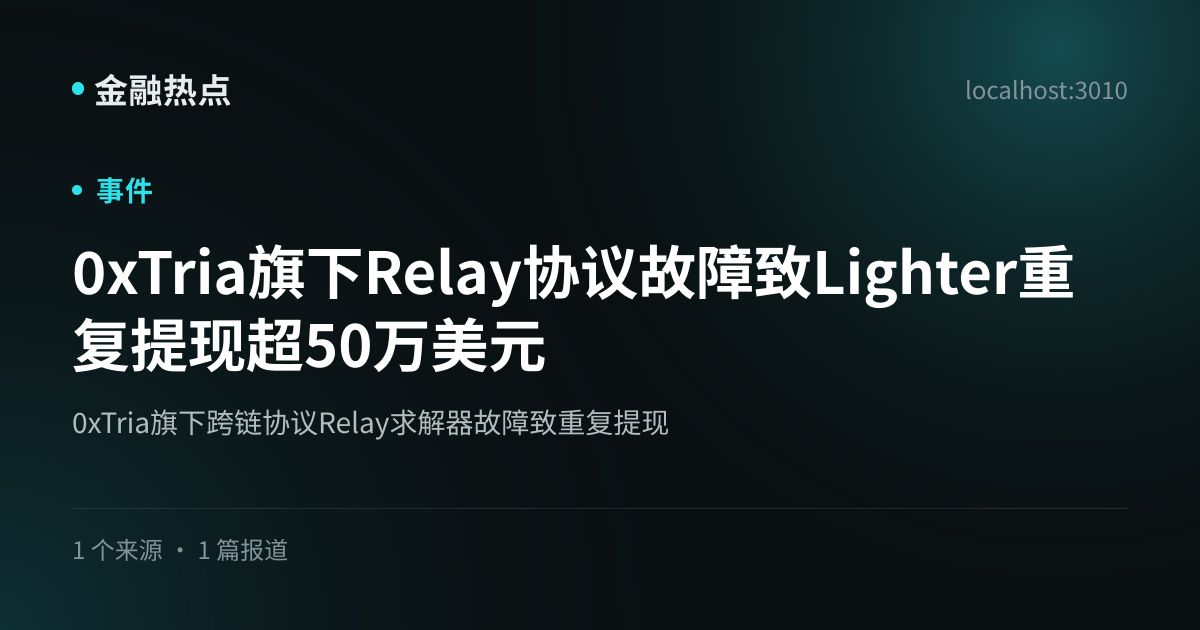 金融热点
localhost:3010
事件
0xTria旗下Relay协议故障致Lighter重
复提现超50万美元
0xTria旗下跨链协议Relay求解器故障致重复提现
1 个来源 · 1 篇报道